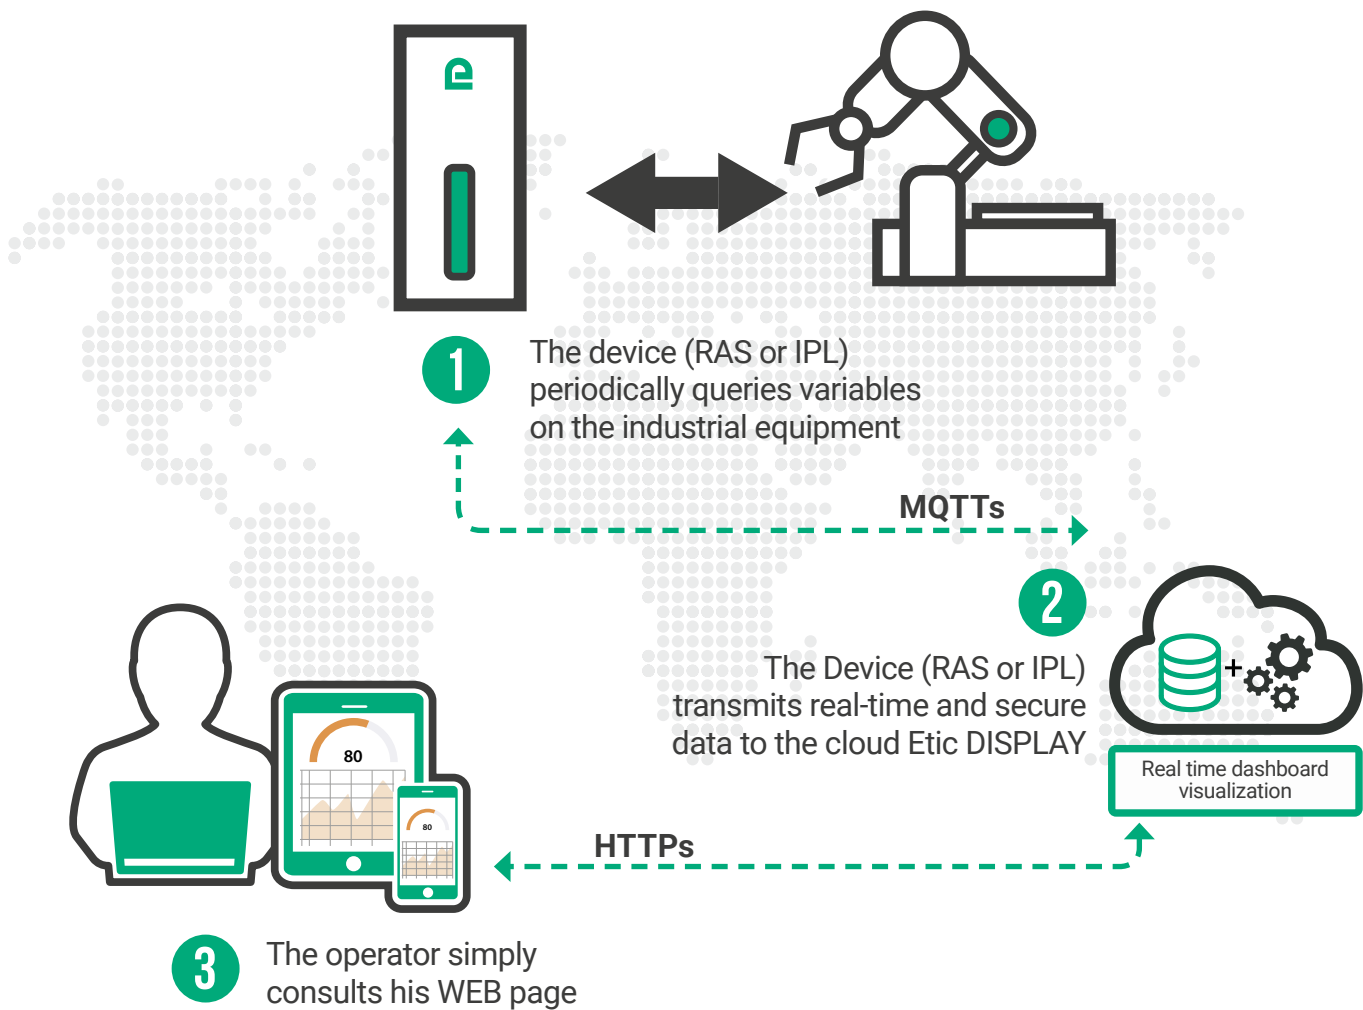 1
The device (RAS or IPL)
periodically queries variables
on the industrial equipment
MQTTs
2
The Device (RAS or IPL)
transmits real-time and secure
data to the cloud Etic DISPLAY
+
Real time dashboard
visualization
80
80
HTTPs
3
The operator simply
consults his WEB page